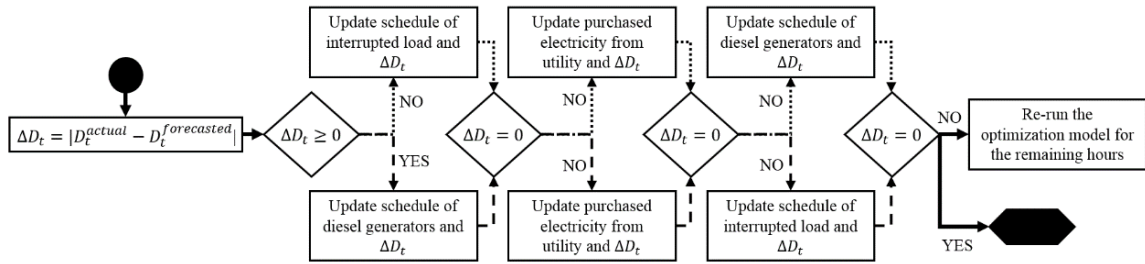 ΔD_t = |D_t^actual − D_t^forecasted|
ΔD_t ≥ 0
NO
YES
Update schedule of
interrupted load and
ΔD_t
Update schedule of
diesel generators and
ΔD_t
ΔD_t = 0
NO
NO
Update purchased
electricity from
utility and ΔD_t
Update purchased
electricity from
utility and ΔD_t
ΔD_t = 0
NO
NO
Update schedule of
diesel generators and
ΔD_t
Update schedule of
interrupted load and
ΔD_t
ΔD_t = 0
NO
YES
Re-run the
optimization model for
the remaining hours